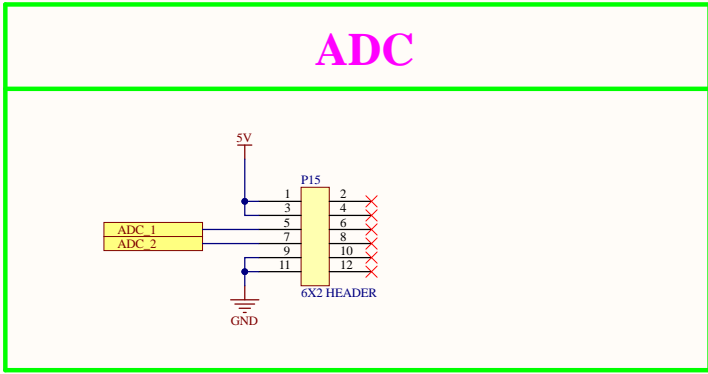 ADC
5V
P15
1 2
3 4
ADC_1 5 6
ADC_2 7 8
9 10
11 12
6X2 HEADER
GND